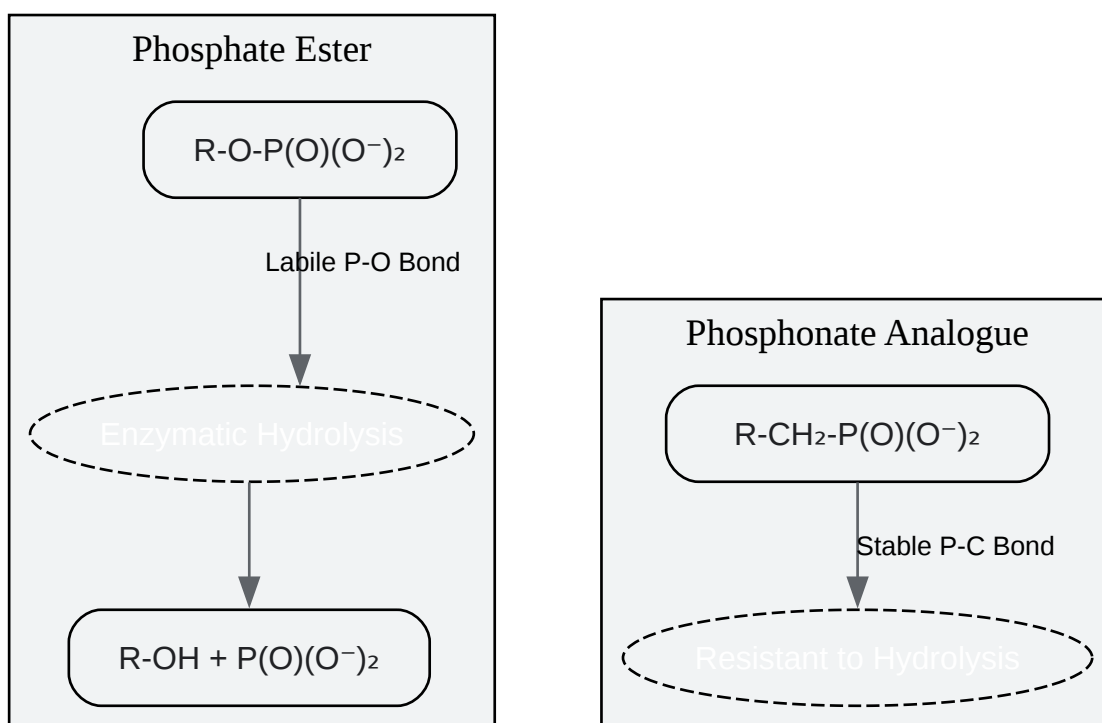 Phosphate Ester
R-O-P(O)(O⁻)₂
Labile P-O Bond
Enzymatic Hydrolysis
R-OH + P(O)(O⁻)₂
Phosphonate Analogue
R-CH₂-P(O)(O⁻)₂
Stable P-C Bond
Resistant to Hydrolysis